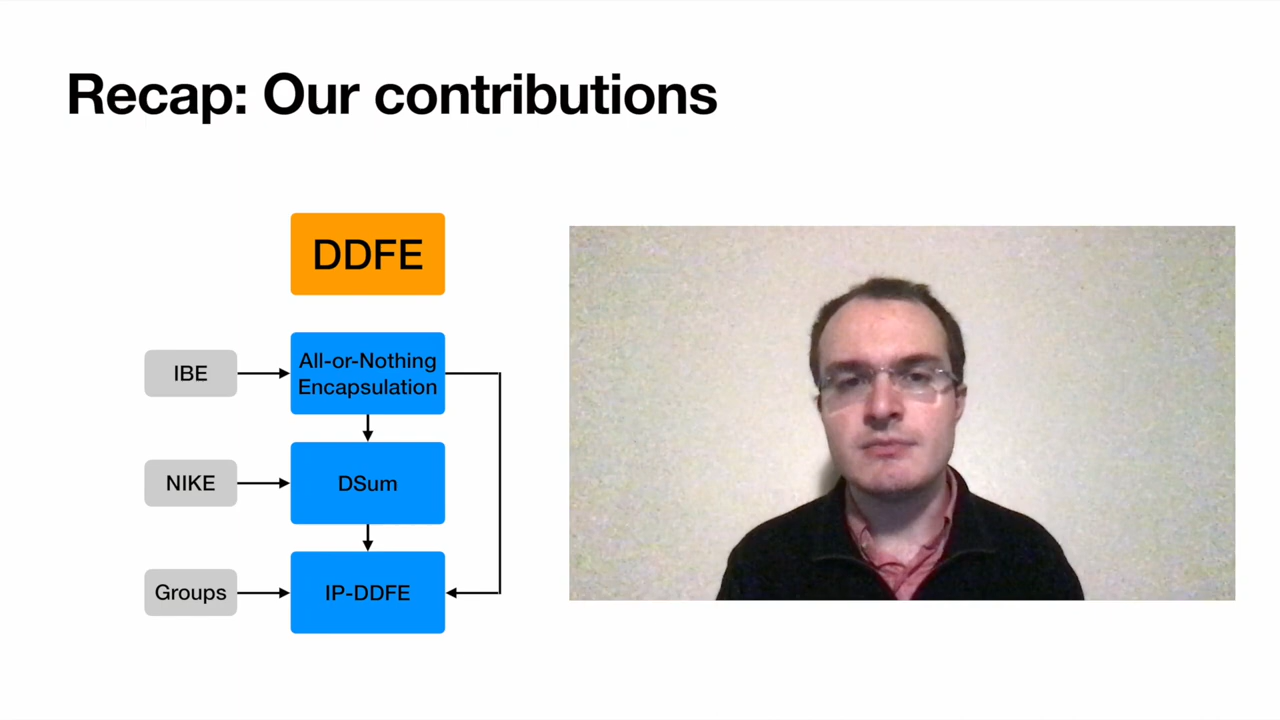 Recap: Our contributions
DDFE
All-or-Nothing
Encapsulation
IBE
DSum
NIKE
IP-DDFE
Groups